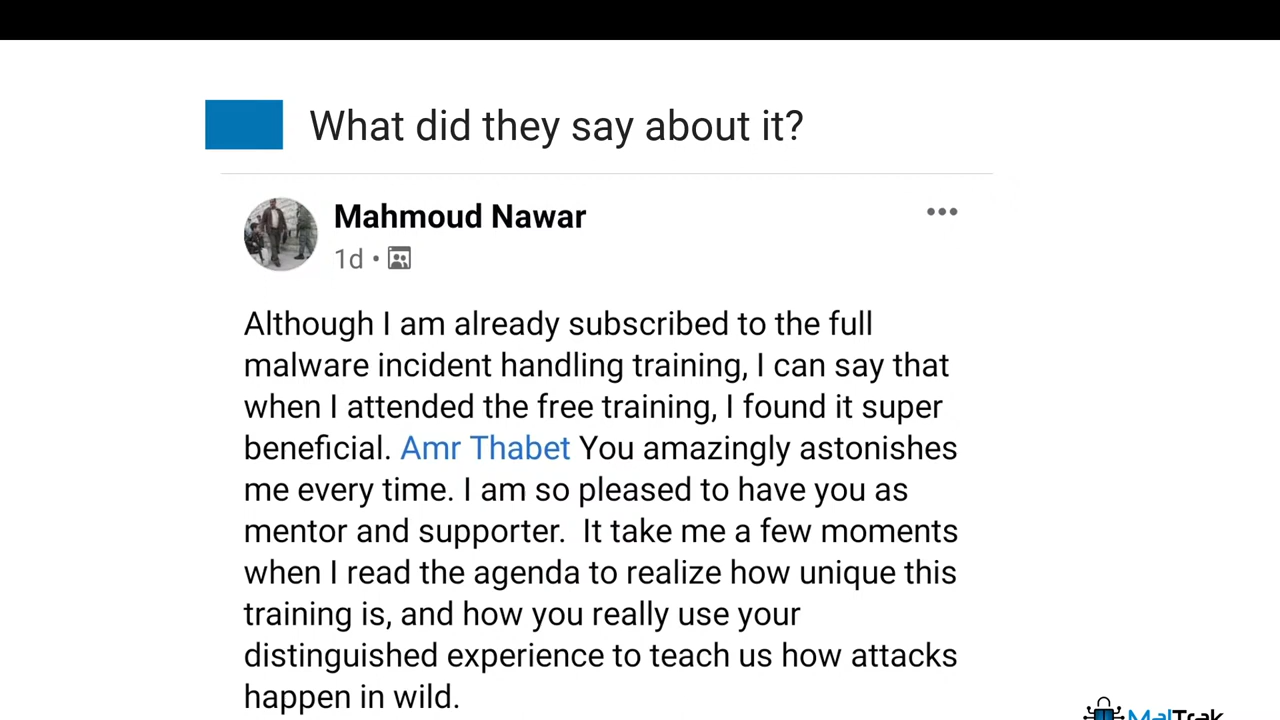 What did they say about it?
Mahmoud Nawar
1d •
Although I am already subscribed to the full
malware incident handling training, I can say that
when I attended the free training, I found it super
beneficial. Amr Thabet You amazingly astonishes
me every time. I am so pleased to have you as
mentor and supporter.  It take me a few moments
when I read the agenda to realize how unique this
training is, and how you really use your
distinguished experience to teach us how attacks
happen in wild.
MalTrak